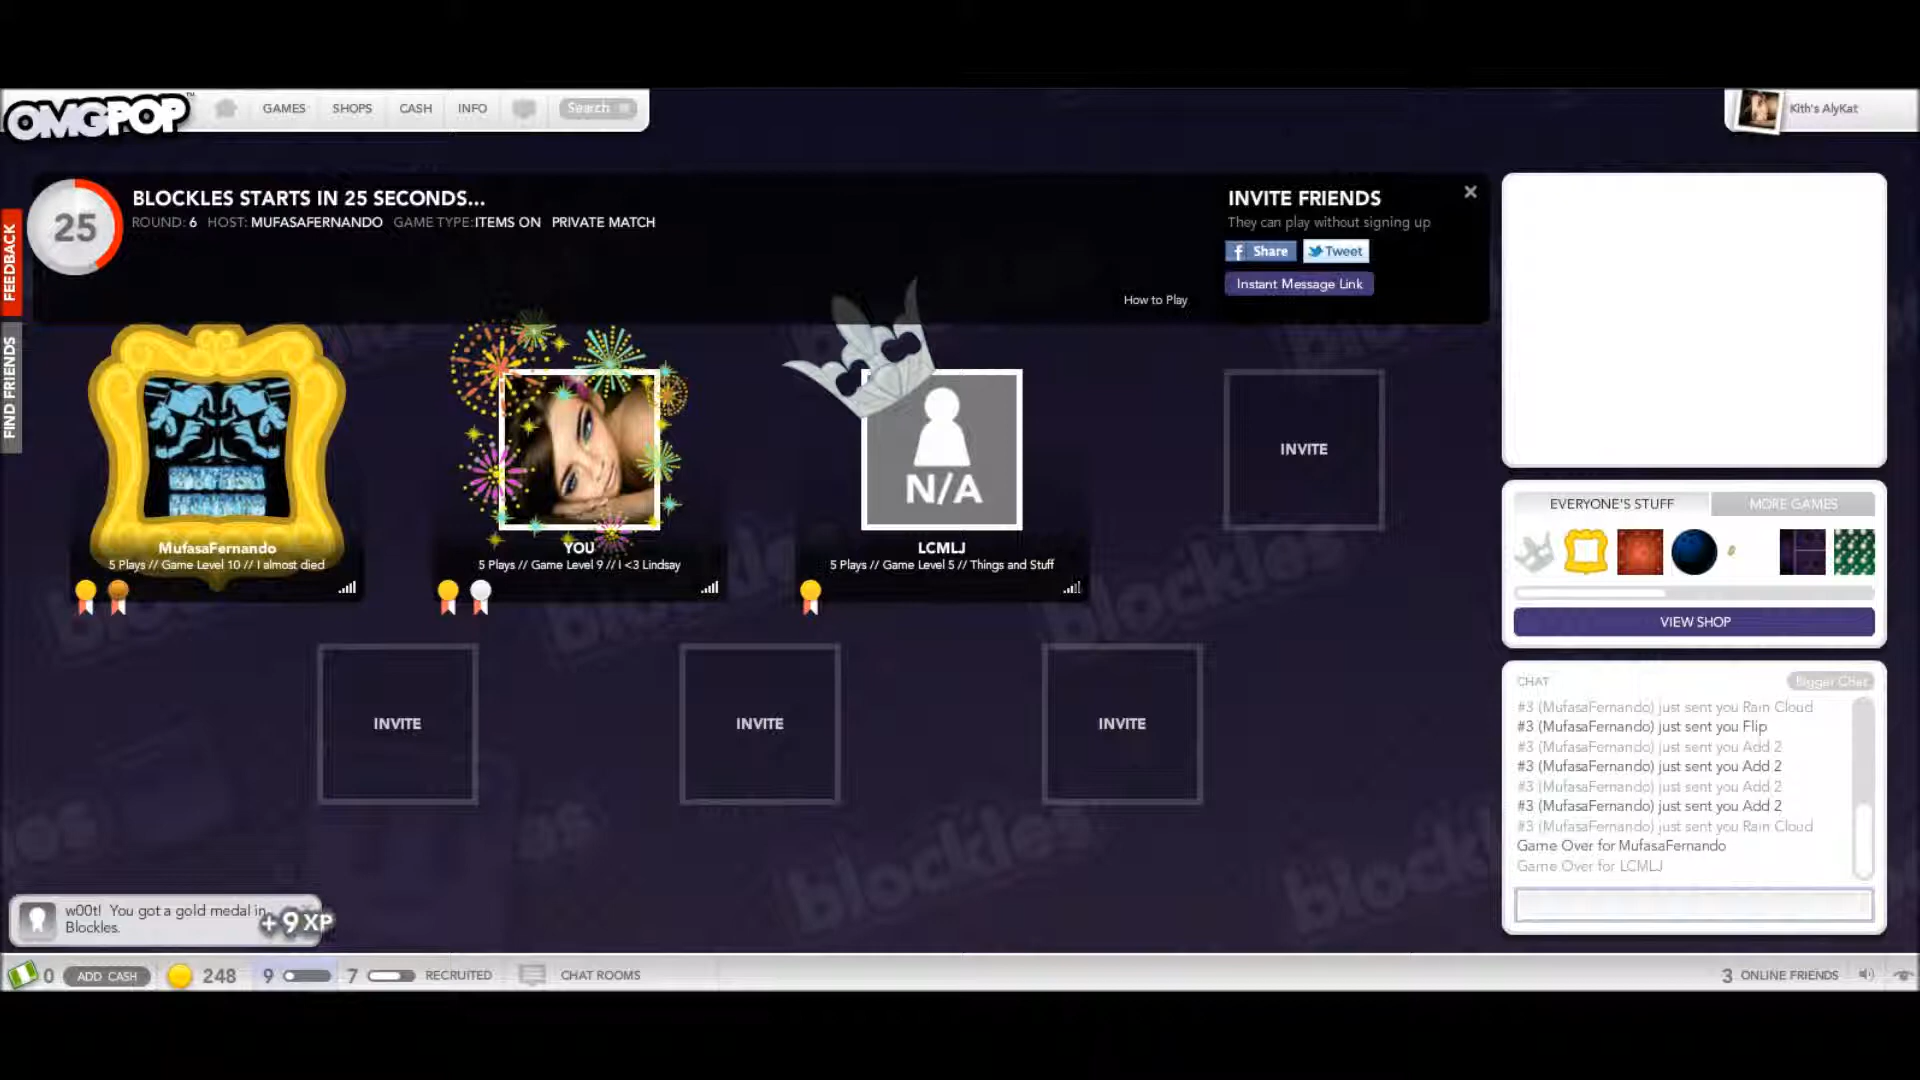 OMGPOP™
GAMES
SHOPS
CASH
INFO
Search
Kith's AlyKat
FEEDBACK
FIND FRIENDS
25
BLOCKLES STARTS IN 25 SECONDS...
ROUND: 6 HOST: MUFASAFERNANDO GAME TYPE:ITEMS ON PRIVATE MATCH
How to Play
INVITE FRIENDS
They can play without signing up
Share
Tweet
Instant Message Link
MufasaFernando
5 Plays // Game Level 10 // I almost died
YOU
5 Plays // Game Level 9 // I <3 Lindsay
N/A
LCMLJ
5 Plays // Game Level 5 // Things and Stuff
INVITE
INVITE
INVITE
INVITE
blockles
blockles
blockles
blockles
blockles
EVERYONE'S STUFF
MORE GAMES
VIEW SHOP
CHAT
Bigger Chat
#3 (MufasaFernando) just sent you Rain Cloud
#3 (MufasaFernando) just sent you Flip
#3 (MufasaFernando) just sent you Add 2
#3 (MufasaFernando) just sent you Add 2
#3 (MufasaFernando) just sent you Add 2
#3 (MufasaFernando) just sent you Add 2
#3 (MufasaFernando) just sent you Rain Cloud
Game Over for MufasaFernando
Game Over for LCMLJ
w00t! You got a gold medal in
Blockles.
+9 XP
0
ADD CASH
248
9
7
RECRUITED
CHAT ROOMS
3 ONLINE FRIENDS